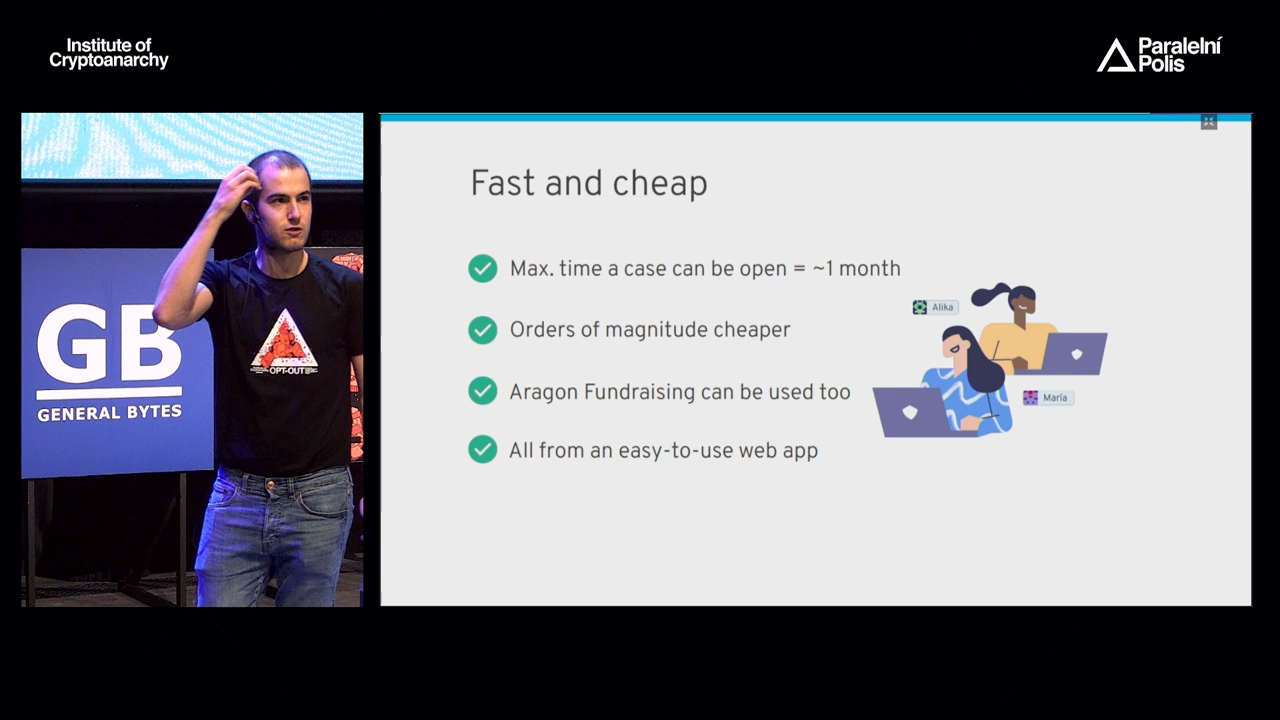 Institute of
Cryptoanarchy
Paralelní
Polis
GB
GENERAL BYTES
OPT-OUT
Fast and cheap
Max. time a case can be open = ~1 month
Orders of magnitude cheaper
Aragon Fundraising can be used too
All from an easy-to-use web app
Alika
María